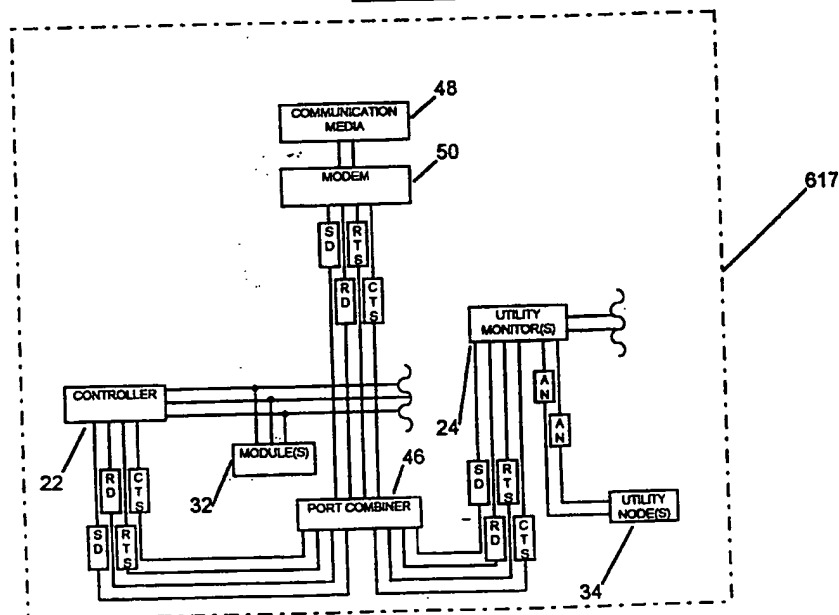 48
COMMUNICATION
MEDIA
50
MODEM
617
SD
RTS
RD
CTS
UTILITY
MONITOR(S)
CONTROLLER
24
AN
AN
MODULE(S)
22
32
46
RD
CTS
SD
RTS
PORT COMBINER
SD
RTS
RD
CTS
UTILITY
NODE(S)
34